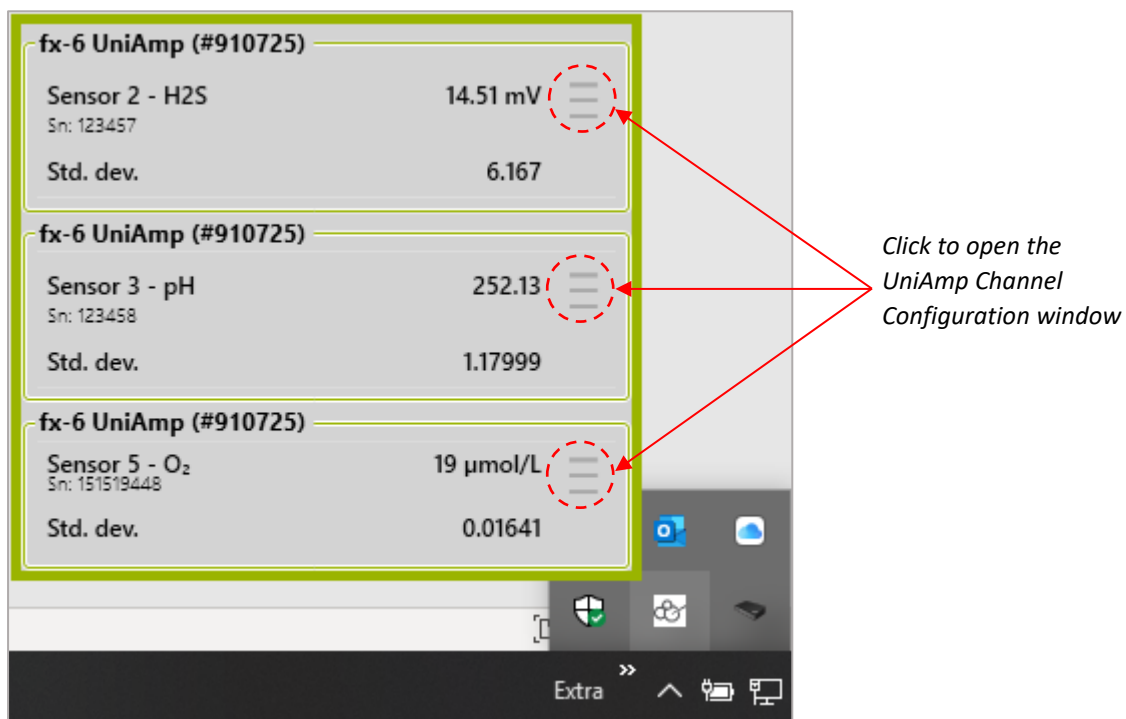 fx-6 UniAmp (#910725)
Sensor 2 - H2S 14.51 mV
Sn: 123457
Std. dev. 6.167
fx-6 UniAmp (#910725)
Sensor 3 - pH 252.13
Sn: 123458
Std. dev. 1.17999
fx-6 UniAmp (#910725)
Sensor 5 - O₂ 19 µmol/L
Sn: 151519448
Std. dev. 0.01641
Click to open the
UniAmp Channel
Configuration window
Extra »